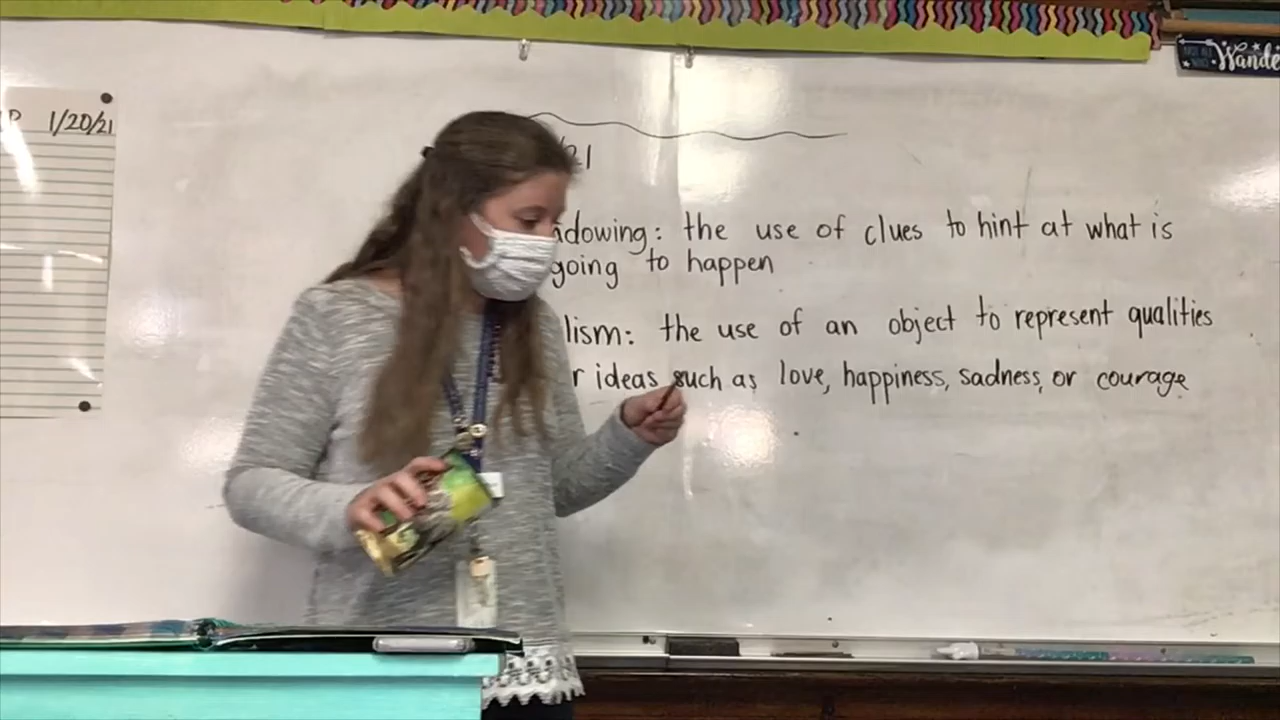 1/20/21
21
adowing: the use of clues to hint at what is
going to happen
lism: the use of an object to represent qualities
r ideas such as love, happiness, sadness, or courage
Wande